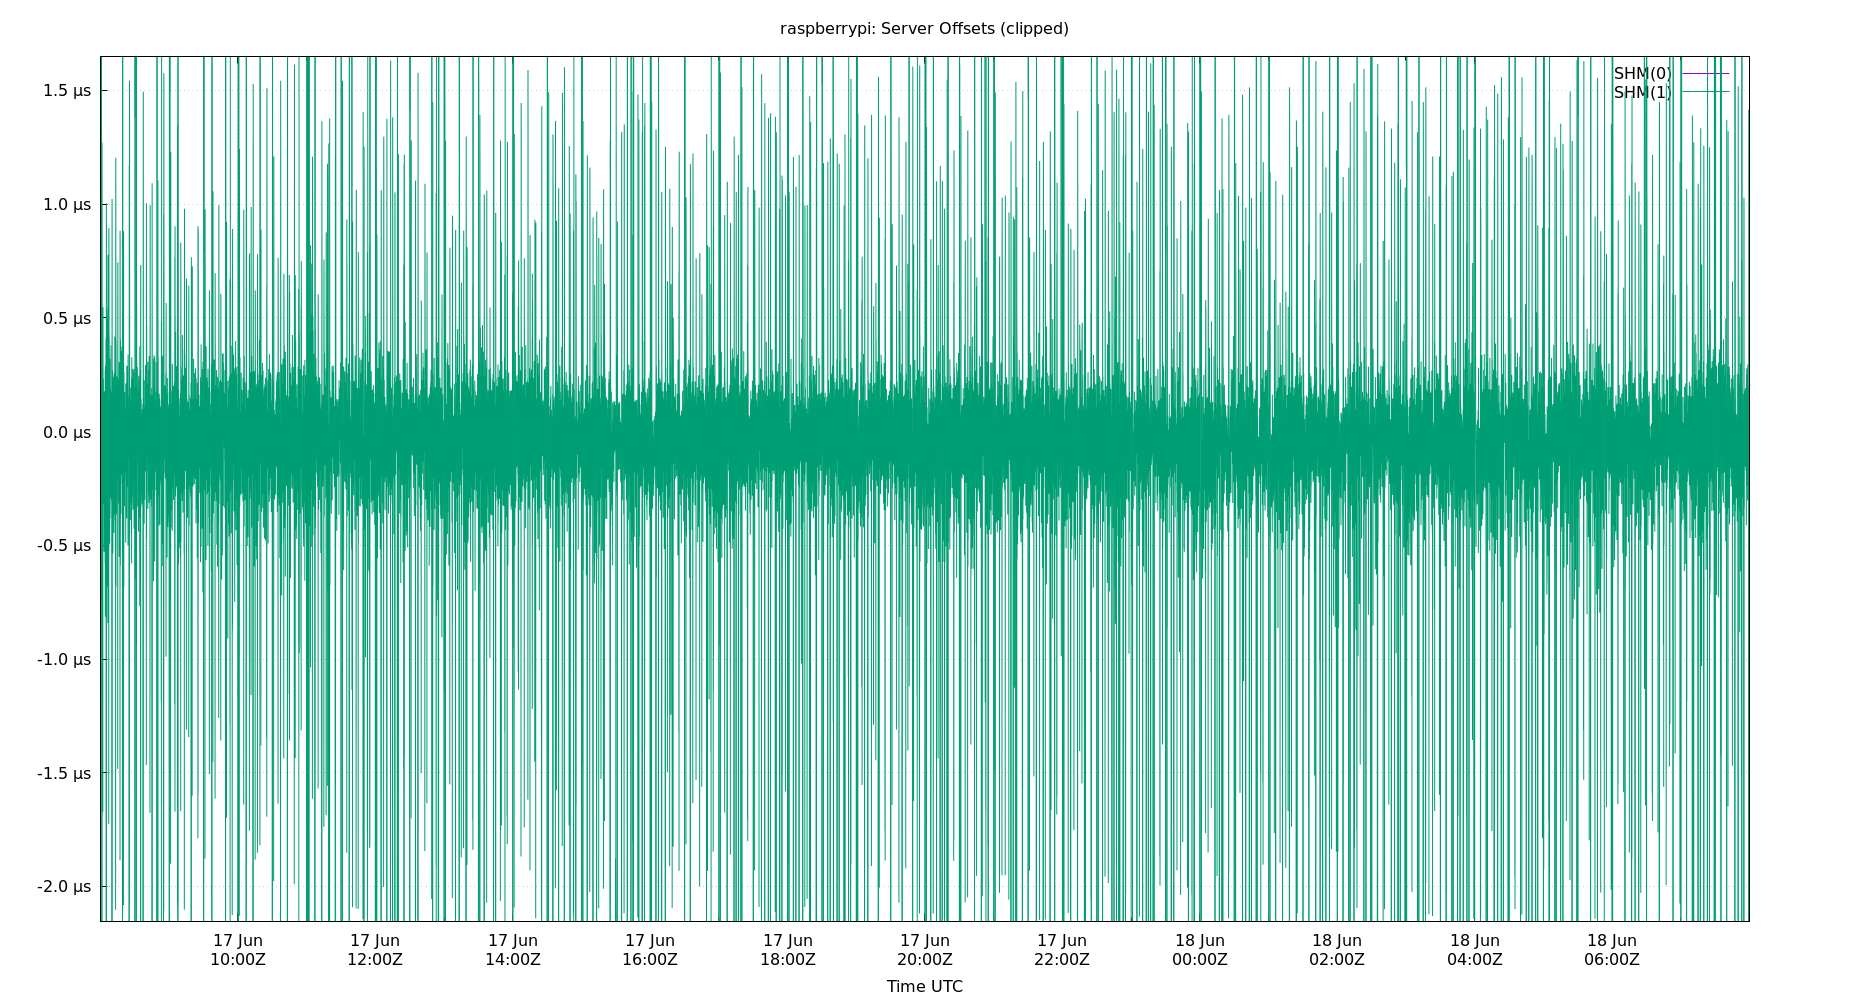 raspberrypi: Server Offsets (clipped)
SHM(0)
SHM(1)
1.5 µs
1.0 µs
0.5 µs
0.0 µs
-0.5 µs
-1.0 µs
-1.5 µs
-2.0 µs
17 Jun 17 Jun 17 Jun 17 Jun 17 Jun 17 Jun 17 Jun 18 Jun 18 Jun 18 Jun 18 Jun
10:00Z 12:00Z 14:00Z 16:00Z 18:00Z 20:00Z 22:00Z 00:00Z 02:00Z 04:00Z 06:00Z
Time UTC